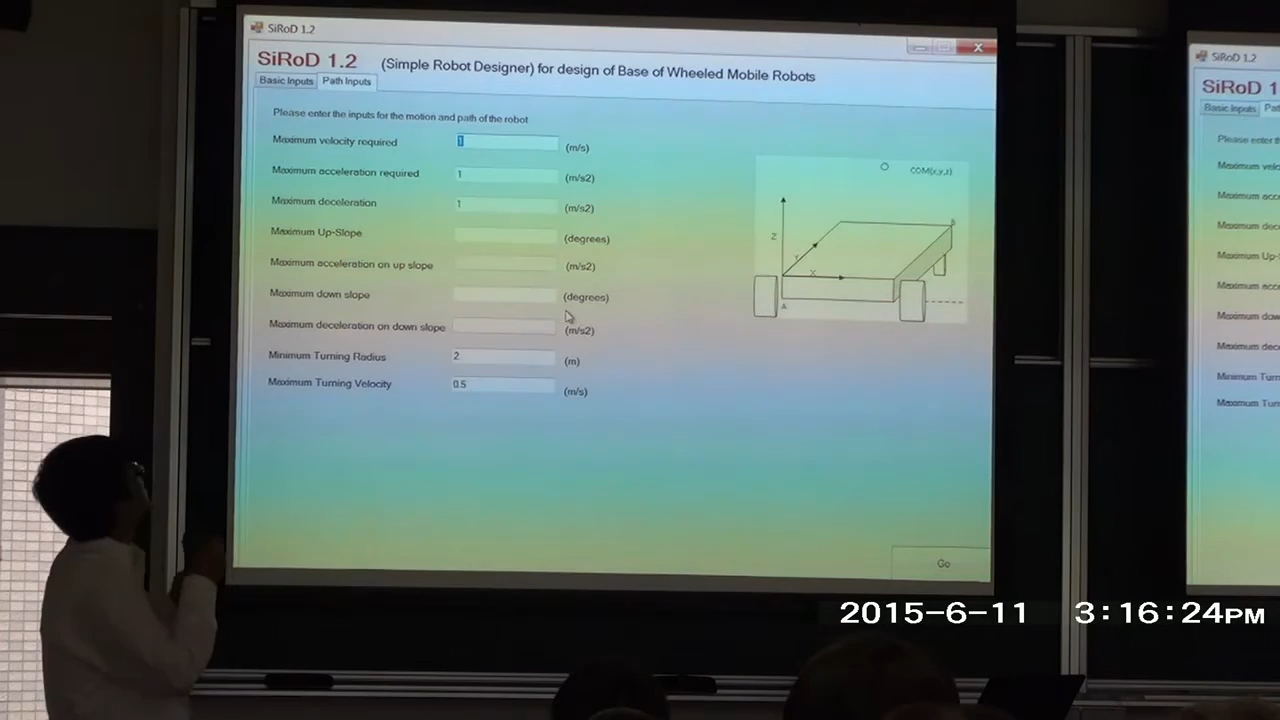 SiRoD 1.2
SiRoD 1.2 (Simple Robot Designer) for design of Base of Wheeled Mobile Robots
Basic Inputs Path Inputs
Please enter the inputs for the motion and path of the robot
Maximum velocity required 1 (m/s)
Maximum acceleration required 1 (m/s2)
Maximum deceleration 1 (m/s2)
Maximum Up-Slope (degrees)
Maximum acceleration on up slope (m/s2)
Maximum down slope (degrees)
Maximum deceleration on down slope (m/s2)
Minimum Turning Radius 2 (m)
Maximum Turning Velocity 0.5 (m/s)
COM(x,y,z)
B
Z
Y
X
A
Go
SiRoD 1.2
SiRoD 1
Basic Inputs Pat
Please enter th
Maximum velo
Maximum acc
Maximum dec
Maximum Up-
Maximum acc
Maximum dow
Maximum dec
Minimum Turn
Maximum Turn
2015-6-11 3:16:24PM